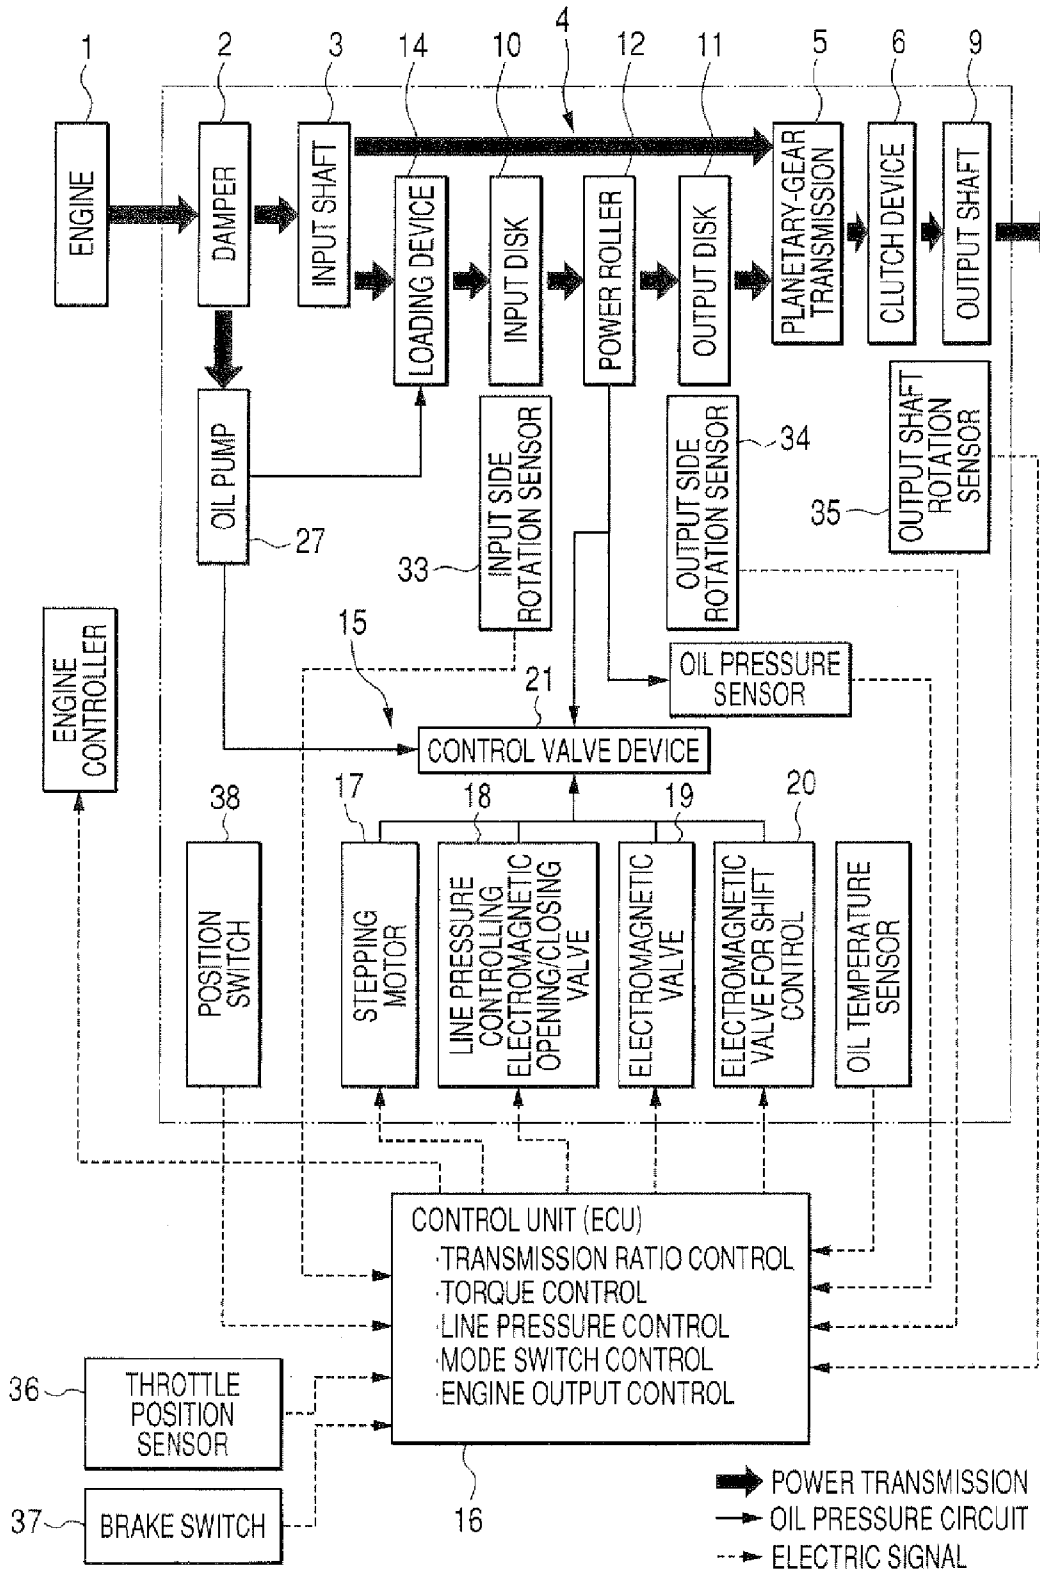 1
2
3
14
10
4
12
11
5
6
9
ENGINE
DAMPER
INPUT SHAFT
LOADING DEVICE
INPUT DISK
POWER ROLLER
OUTPUT DISK
PLANETARY-GEAR
TRANSMISSION
CLUTCH DEVICE
OUTPUT SHAFT
OIL PUMP
27
INPUT SIDE
ROTATION SENSOR
33
OUTPUT SIDE
ROTATION SENSOR
34
OUTPUT SHAFT
ROTATION
SENSOR
35
ENGINE
CONTROLLER
15
OIL PRESSURE
SENSOR
21
CONTROL VALVE DEVICE
38
17
18
19
20
POSITION
SWITCH
STEPPING
MOTOR
LINE PRESSURE
CONTROLLING
ELECTROMAGNETIC
OPENING/CLOSING
VALVE
ELECTROMAGNETIC
VALVE
ELECTROMAGNETIC
VALVE FOR SHIFT
CONTROL
OIL TEMPERATURE
SENSOR
CONTROL UNIT (ECU)
·TRANSMISSION RATIO CONTROL
·TORQUE CONTROL
·LINE PRESSURE CONTROL
·MODE SWITCH CONTROL
·ENGINE OUTPUT CONTROL
16
36
THROTTLE
POSITION
SENSOR
37
BRAKE SWITCH
POWER TRANSMISSION
OIL PRESSURE CIRCUIT
ELECTRIC SIGNAL